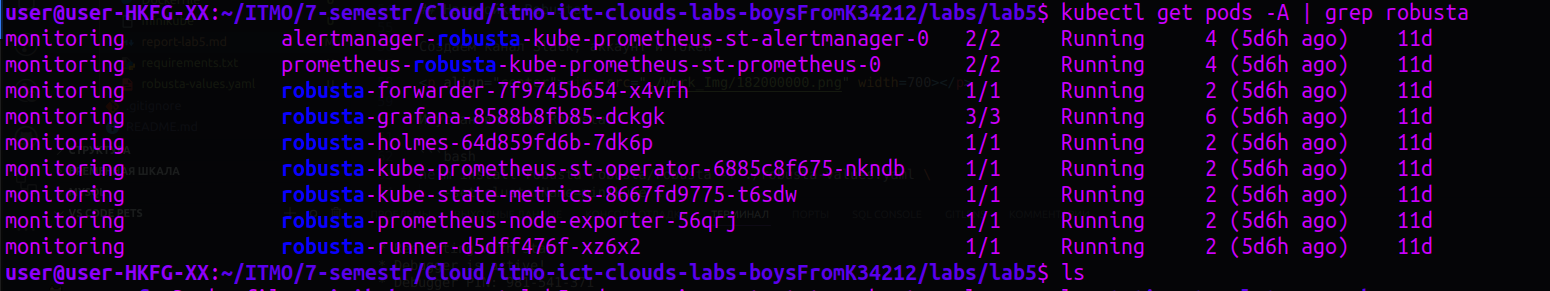 user@user-HKFG-XX:~/ITMO/7-semestr/Cloud/itmo-ict-clouds-labs-boysFromK34212/labs/lab5$ kubectl get pods -A | grep robusta
monitoring alertmanager-robusta-kube-prometheus-st-alertmanager-0 2/2 Running 4 (5d6h ago) 11d
monitoring prometheus-robusta-kube-prometheus-st-prometheus-0 2/2 Running 4 (5d6h ago) 11d
monitoring robusta-forwarder-7f9745b654-x4vrh 1/1 Running 2 (5d6h ago) 11d
monitoring robusta-grafana-8588b8fb85-dckgk 3/3 Running 6 (5d6h ago) 11d
monitoring robusta-holmes-64d859fd6b-7dk6p 1/1 Running 2 (5d6h ago) 11d
monitoring robusta-kube-prometheus-st-operator-6885c8f675-nkndb 1/1 Running 2 (5d6h ago) 11d
monitoring robusta-kube-state-metrics-8667fd9775-t6sdw 1/1 Running 2 (5d6h ago) 11d
monitoring robusta-prometheus-node-exporter-56qrj 1/1 Running 2 (5d6h ago) 11d
monitoring robusta-runner-d5dff476f-xz6x2 1/1 Running 2 (5d6h ago) 11d
user@user-HKFG-XX:~/ITMO/7-semestr/Cloud/itmo-ict-clouds-labs-boysFromK34212/labs/lab5$ ls